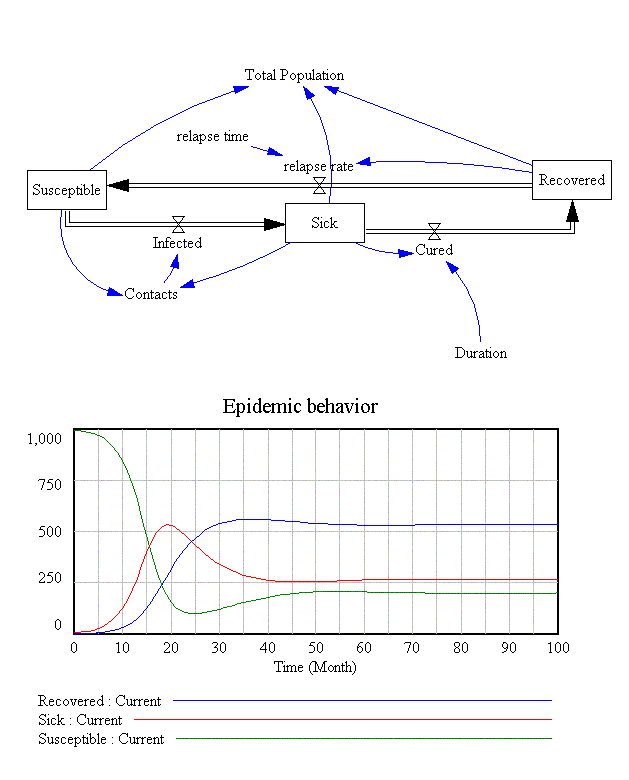 Total Population
relapse time
relapse rate
Susceptible
Recovered
Sick
Infected
Cured
Contacts
Duration
Epidemic behavior
1,000
750
500
250
0
0 10 20 30 40 50 60 70 80 90 100
Time (Month)
Recovered : Current
Sick : Current
Susceptible : Current